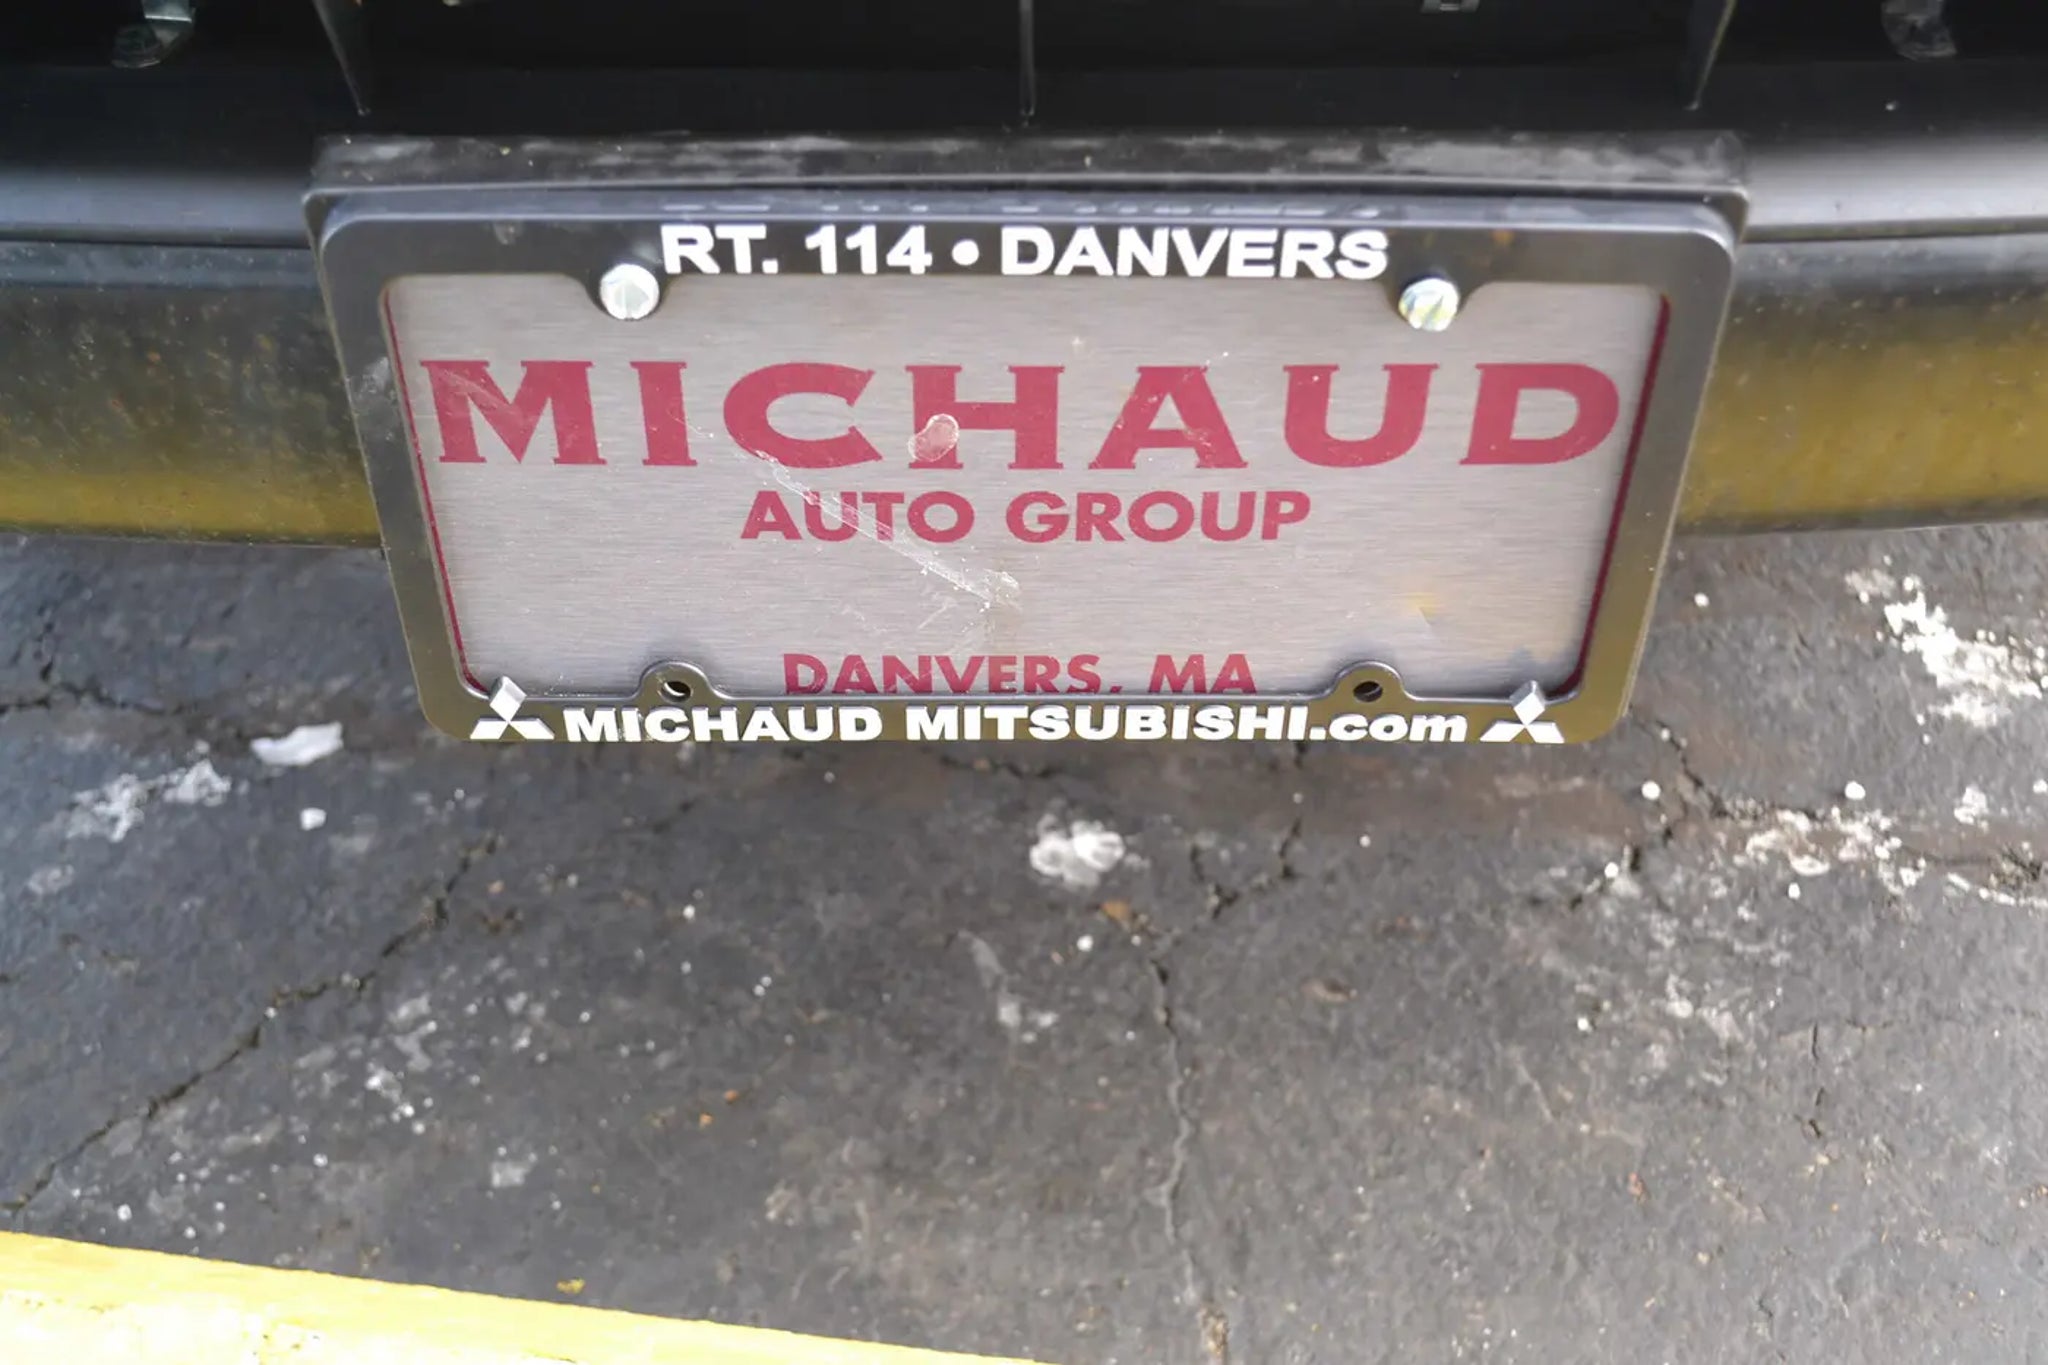 RT. 114 • DANVERS
MICHAUD
AUTO GROUP
DANVERS, MA
MICHAUD MITSUBISHI.com